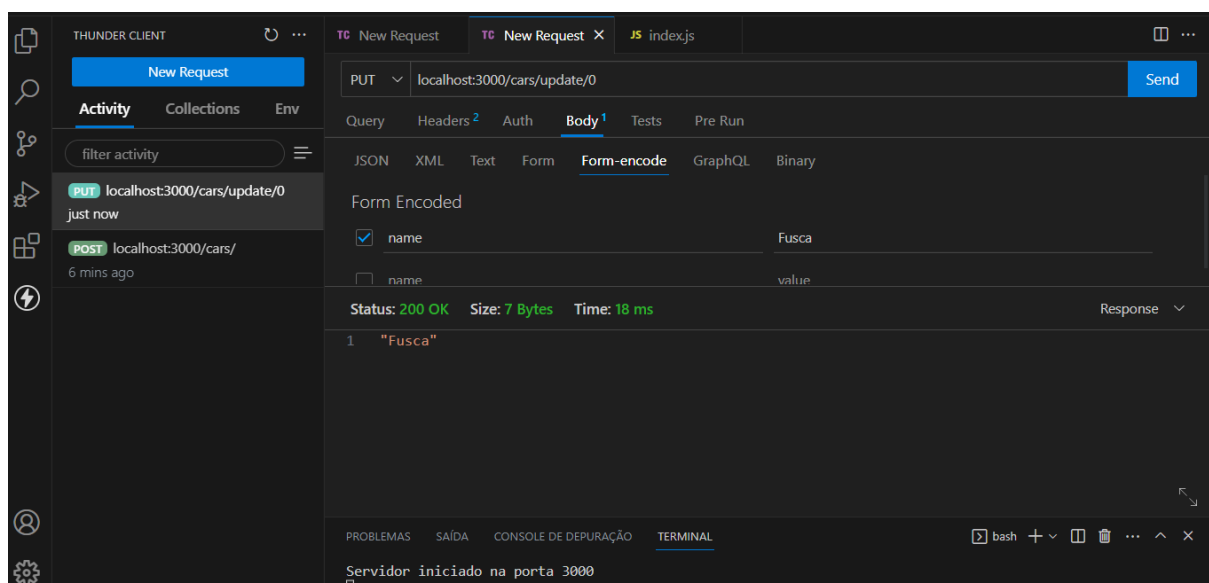 THUNDER CLIENT
New Request
Activity Collections Env
filter activity
PUT localhost:3000/cars/update/0
just now
POST localhost:3000/cars/
6 mins ago
TC New Request TC New Request JS index.js
PUT localhost:3000/cars/update/0 Send
Query Headers 2 Auth Body 1 Tests Pre Run
JSON XML Text Form Form-encode GraphQL Binary
Form Encoded
name Fusca
name value
Status: 200 OK Size: 7 Bytes Time: 18 ms Response
1 "Fusca"
PROBLEMAS SAÍDA CONSOLE DE DEPURAÇÃO TERMINAL bash
Servidor iniciado na porta 3000